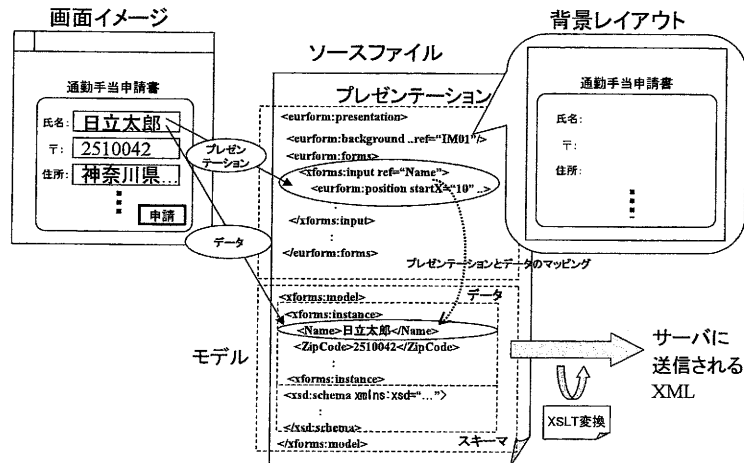 画面イメージ
通勤手当申請書
氏名: 日立太郎
〒: 2510042
住所: 神奈川県...
申請
プレゼンテーション
データ
ソースファイル
プレゼンテーション
<eurform:presentation>
<eurform:background ..ref="IM01"/>
<eurform:forms>
<xforms:input ref="Name">
<eurform:position startX="10" ..>
:
</xforms:input>
:
</eurform:forms>
プレゼンテーションとデータのマッピング
モデル
データ
<xforms:model>
<xforms:instance>
<Name>日立太郎</Name>
<ZipCode>2510042</ZipCode>
:
<xforms:instance>
<xsd:schema xmlns:xsd="...">
:
</xsd:schema>
スキーマ
</xforms:model>
背景レイアウト
通勤手当申請書
氏名:
〒:
住所:
サーバに
送信される
XML
XSLT変換